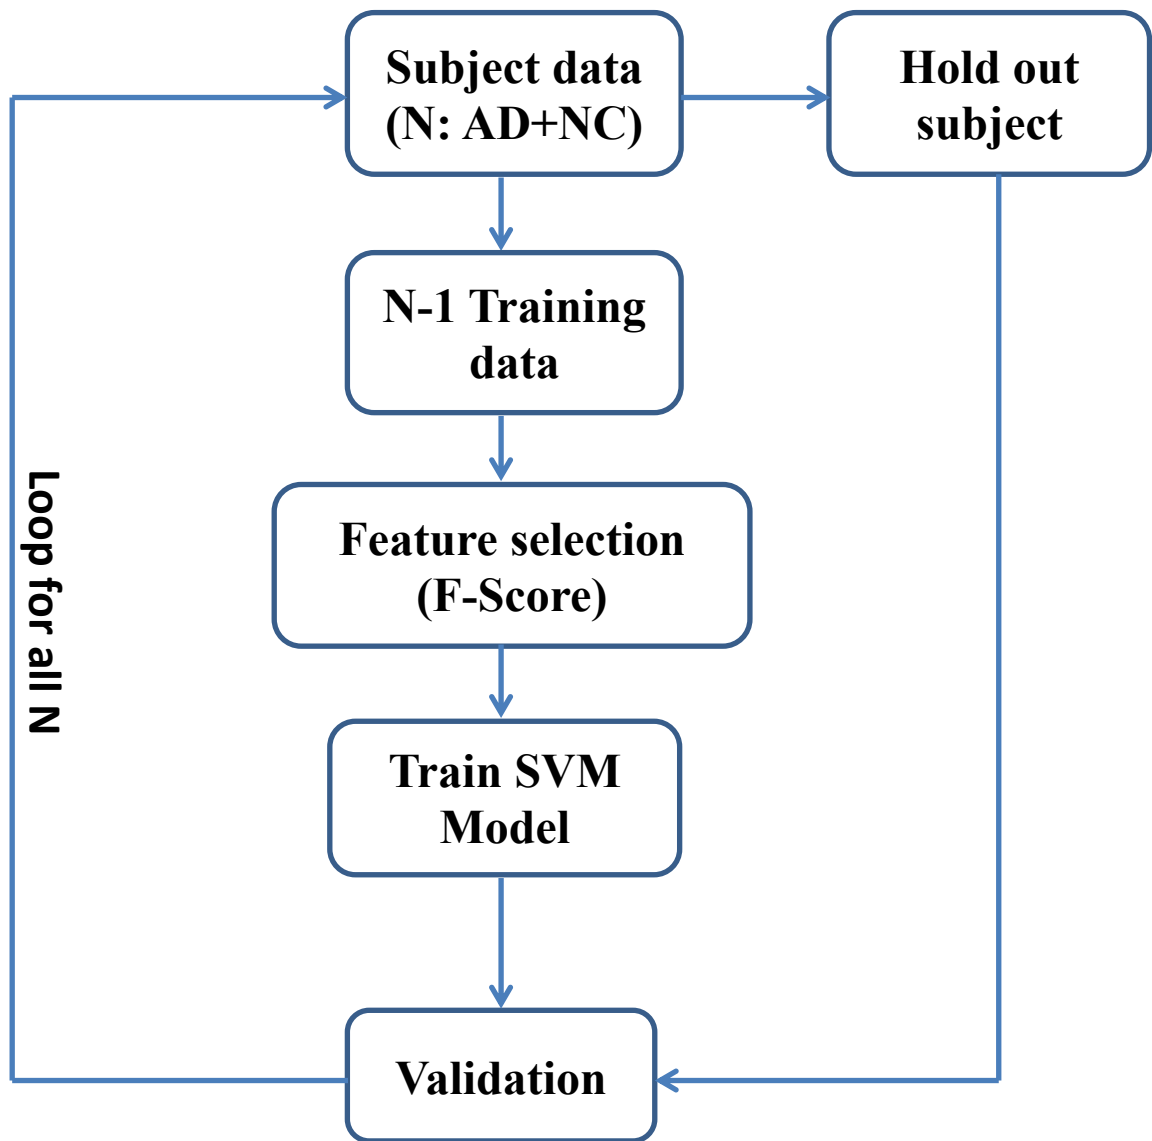 Subject data
(N: AD+NC)
Hold out
subject
N-1 Training
data
Feature selection
(F-Score)
Train SVM
Model
Validation
Loop for all N